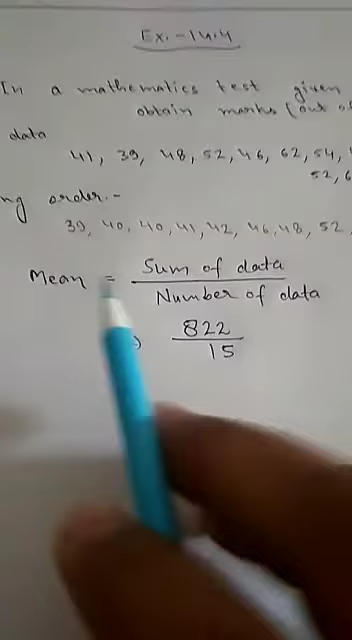 Ex. - 14.4
In a mathematics test given
obtain marks (out of
data
41, 39, 48, 52, 46, 62, 54,
52, 6
ng order. -
39, 40, 40, 41, 42, 46, 48, 52
Mean = Sum of data
Number of data
822
15